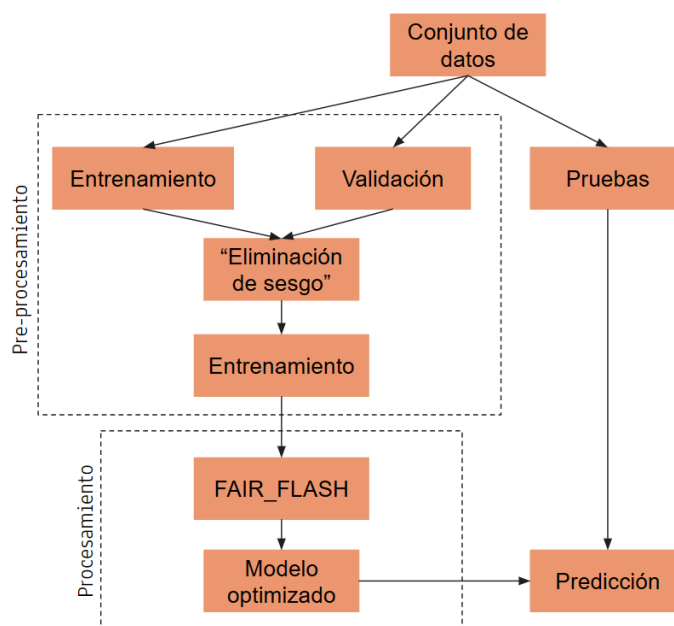 Conjunto de
datos
Pre-procesamiento
Entrenamiento
Validación
Pruebas
“Eliminación
de sesgo”
Entrenamiento
Procesamiento
FAIR_FLASH
Modelo
optimizado
Predicción